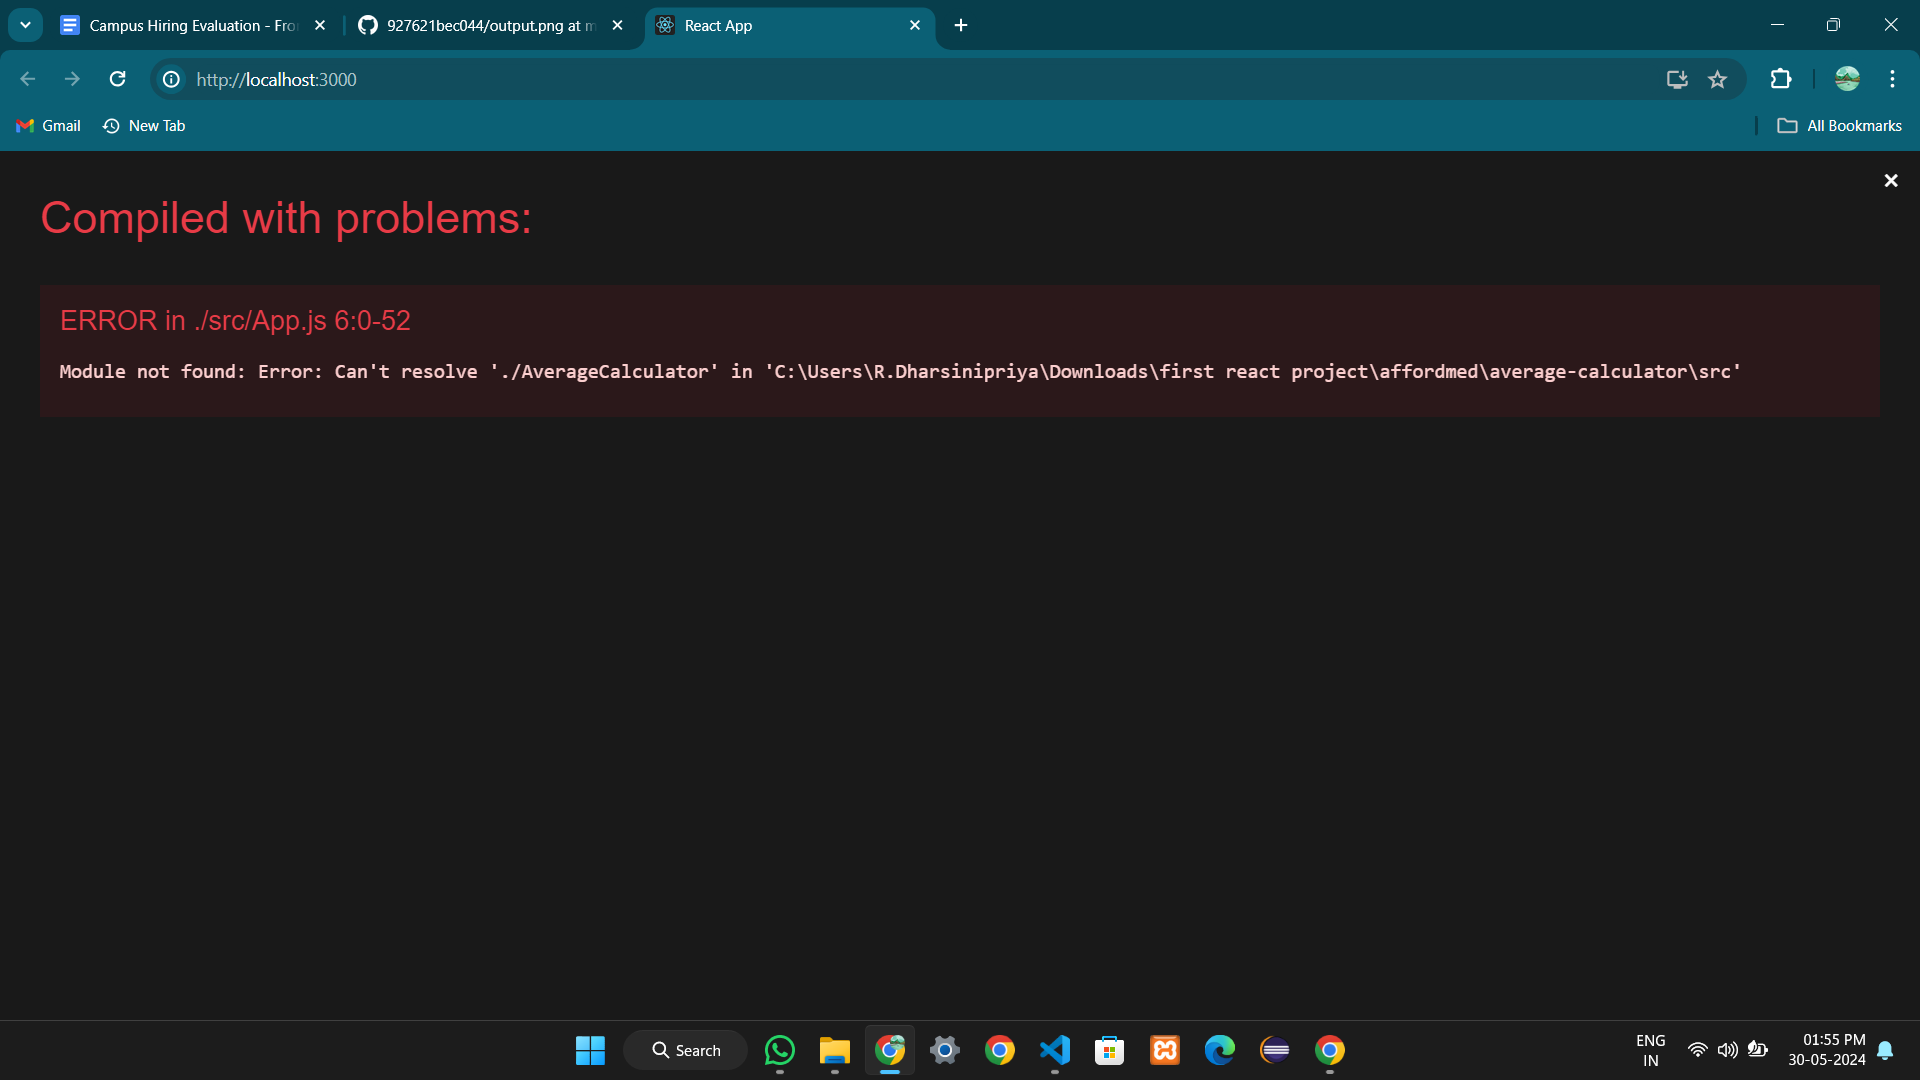 Campus Hiring Evaluation - Fro
927621bec044/output.png at m
React App
http://localhost:3000
Gmail
New Tab
All Bookmarks
Compiled with problems:
ERROR in ./src/App.js 6:0-52
Module not found: Error: Can't resolve './AverageCalculator' in 'C:\Users\R.Dharsinipriya\Downloads\first react project\affordmed\average-calculator\src'
Search
ENG
IN
01:55 PM
30-05-2024